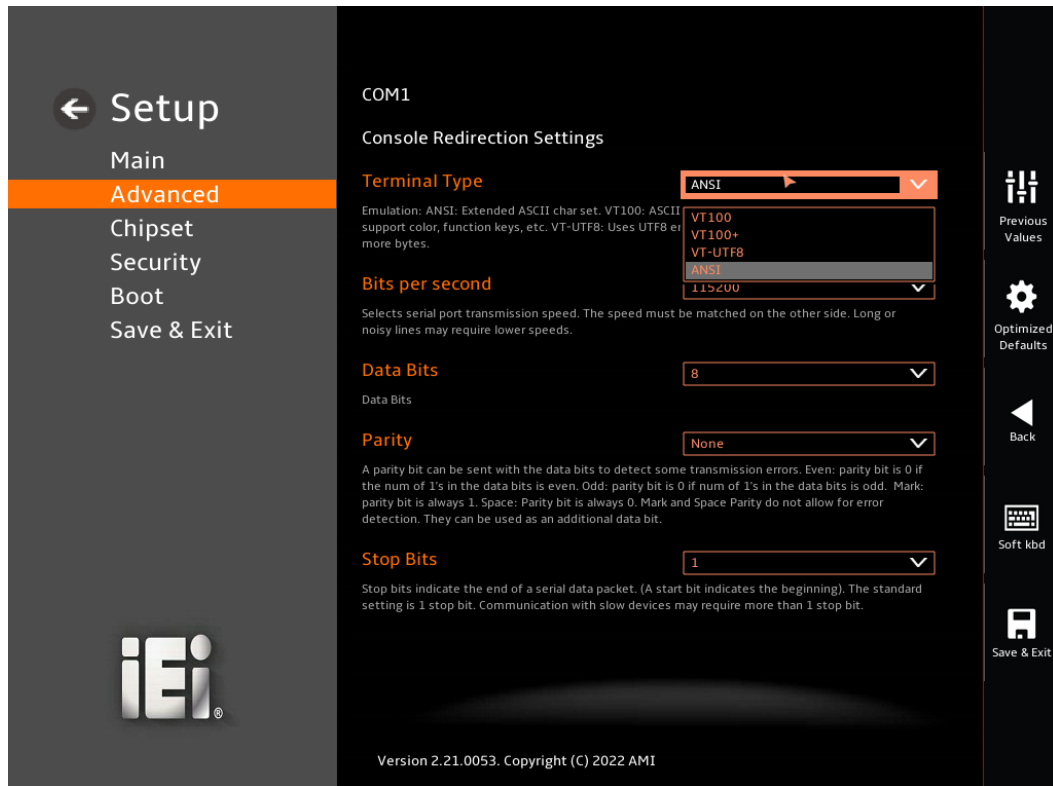 Setup
Main
Advanced
Chipset
Security
Boot
Save & Exit
iEi®
COM1
Console Redirection Settings
Terminal Type
ANSI
Emulation: ANSI: Extended ASCII char set. VT100: ASCII
support color, function keys, etc. VT-UTF8: Uses UTF8
more bytes.
VT100
VT100+
VT-UTF8
ANSI
Bits per second
115200
Selects serial port transmission speed. The speed must be matched on the other side. Long or
noisy lines may require lower speeds.
Data Bits
8
Data Bits
Parity
None
A parity bit can be sent with the data bits to detect some transmission errors. Even: parity bit is 0 if
the num of 1's in the data bits is even. Odd: parity bit is 0 if num of 1's in the data bits is odd. Mark:
parity bit is always 1. Space: Parity bit is always 0. Mark and Space Parity do not allow for error
detection. They can be used as an additional data bit.
Stop Bits
1
Stop bits indicate the end of a serial data packet. (A start bit indicates the beginning). The standard
setting is 1 stop bit. Communication with slow devices may require more than 1 stop bit.
Version 2.21.0053. Copyright (C) 2022 AMI
Previous
Values
Optimized
Defaults
Back
Soft kbd
Save & Exit